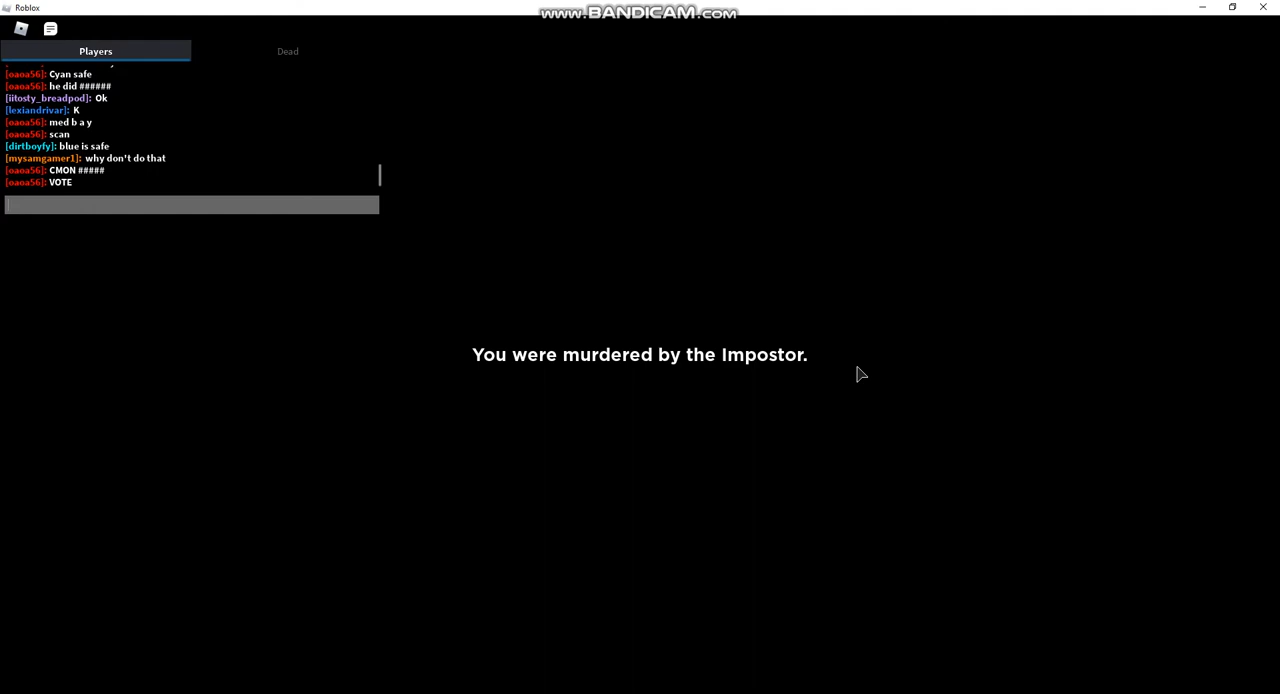 Roblox
www.BANDICAM.com
Players
Dead
[oaoa56]: Cyan safe
[oaoa56]: he did ######
[iitosty_breadpod]: Ok
[lexiandrivar]: K
[oaoa56]: med b a y
[oaoa56]: scan
[dirtboyfy]: blue is safe
[mysamgamer1]: why don't do that
[oaoa56]: CMON #####
[oaoa56]: VOTE
You were murdered by the Impostor.